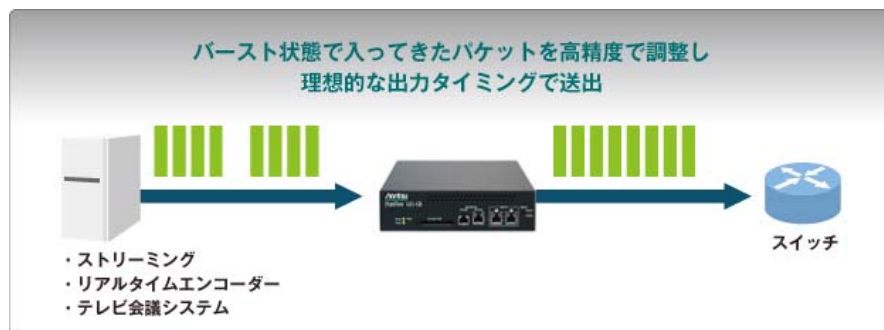 バースト状態で入ってきたパケットを高精度で調整し
理想的な出力タイミングで送出
Anritsu
スイッチ
・ストリーミング
・リアルタイムエンコーダー
・テレビ会議システム